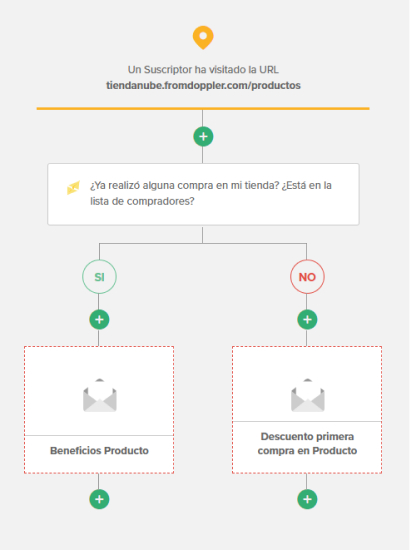 Un Suscriptor ha visitado la URL
tiendanube.fromdoppler.com/productos
¿Ya realizó alguna compra en mi tienda? ¿Está en la
lista de compradores?
SI
NO
Beneficios Producto
Descuento primera
compra en Producto